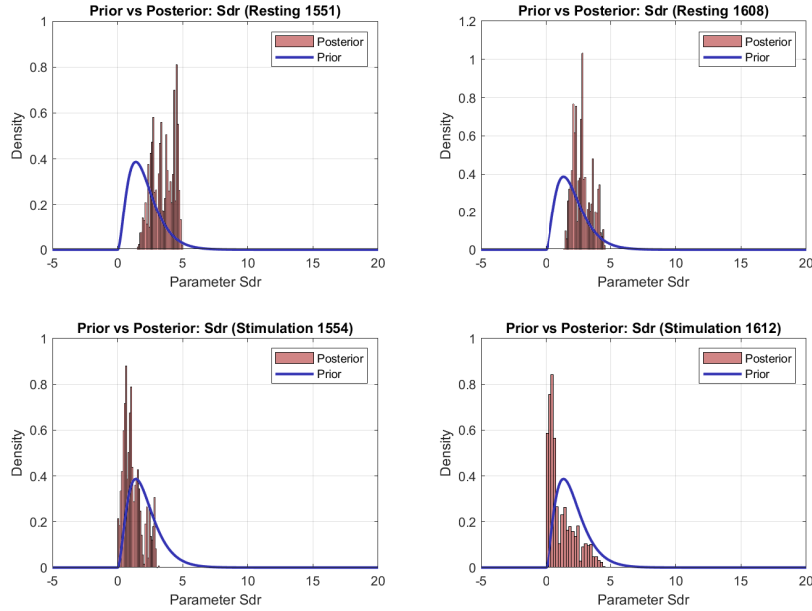 Prior vs Posterior: Sdr (Resting 1551)
1
0.8
0.6
0.4
0.2
0
Density
Posterior
Prior
-5 0 5 10 15 20
Parameter Sdr
Prior vs Posterior: Sdr (Resting 1608)
1.2
1
0.8
0.6
0.4
0.2
0
Density
Posterior
Prior
-5 0 5 10 15 20
Parameter Sdr
Prior vs Posterior: Sdr (Stimulation 1554)
1
0.8
0.6
0.4
0.2
0
Density
Posterior
Prior
-5 0 5 10 15 20
Parameter Sdr
Prior vs Posterior: Sdr (Stimulation 1612)
1
0.8
0.6
0.4
0.2
0
Density
Posterior
Prior
-5 0 5 10 15 20
Parameter Sdr